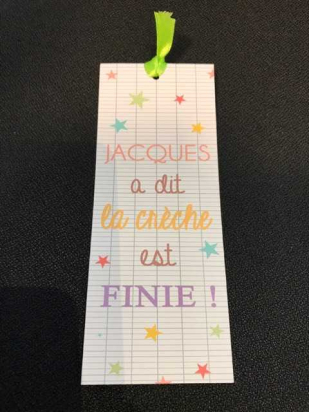 JACQUES
a dit
la crèche
est
FINIE !